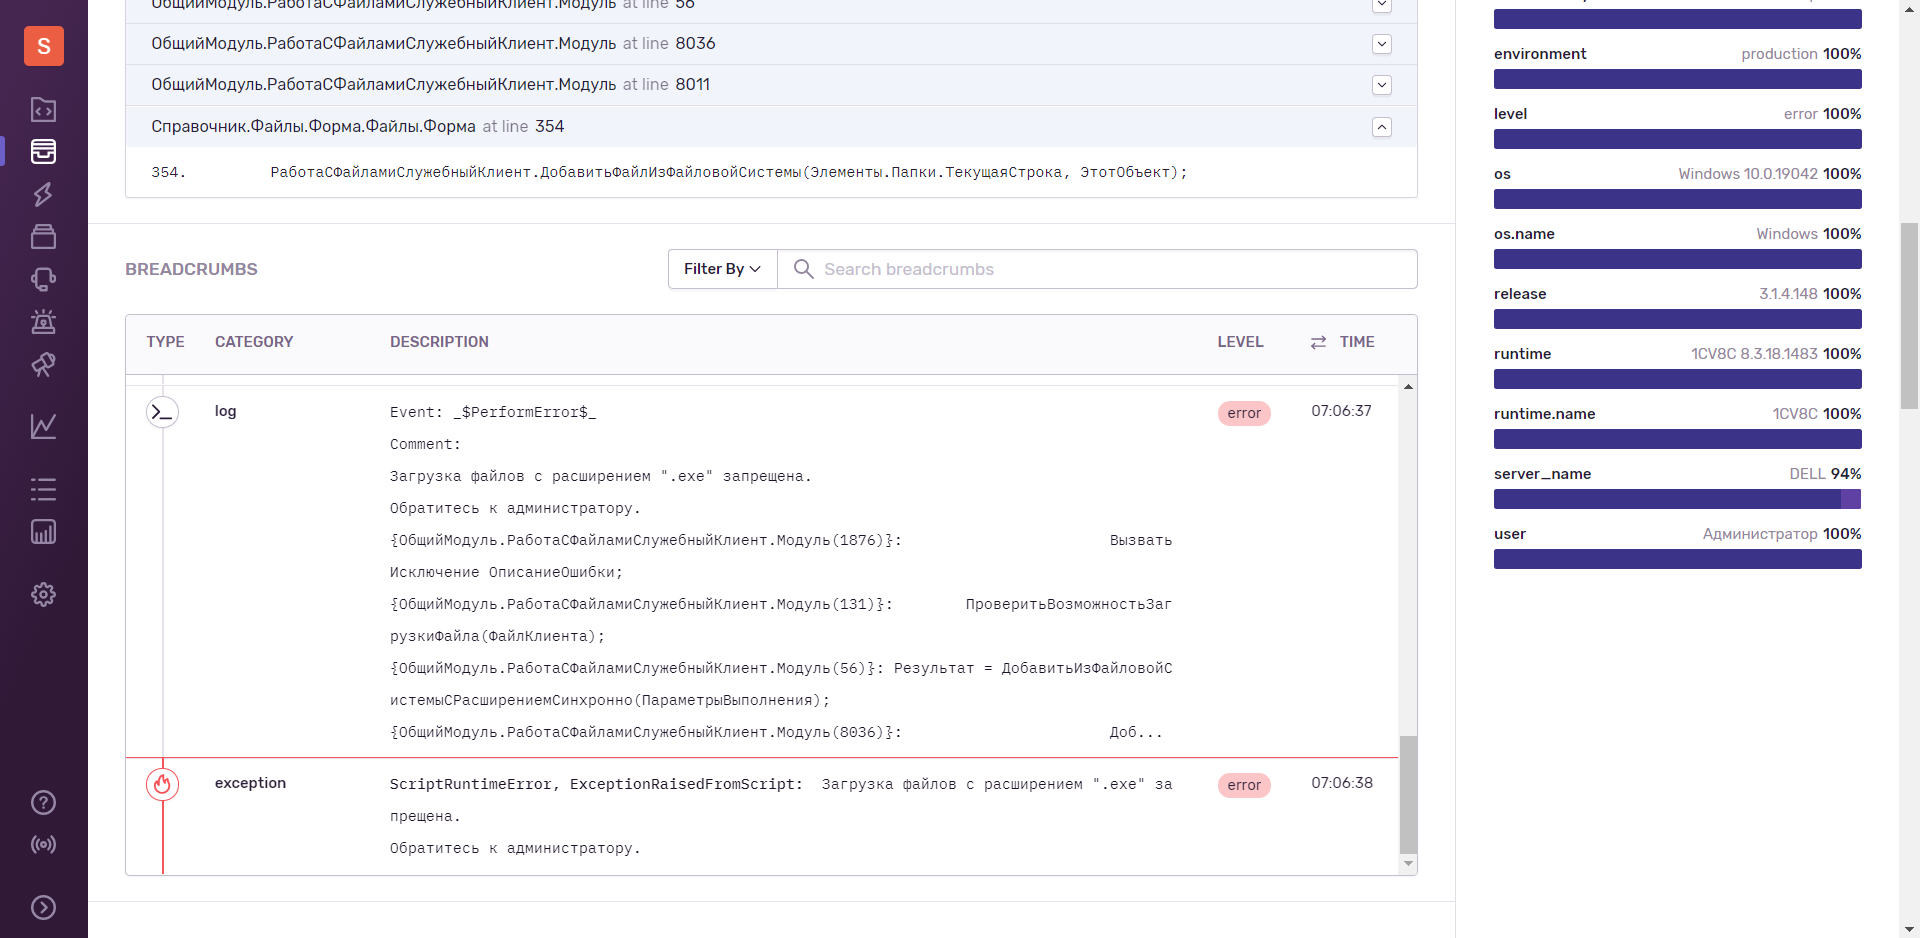 S
ОбщийМодуль.РаботаСФайламиСлужебныйКлиент.Модуль at line 56
ОбщийМодуль.РаботаСФайламиСлужебныйКлиент.Модуль at line 8036
ОбщийМодуль.РаботаСФайламиСлужебныйКлиент.Модуль at line 8011
Справочник.Файлы.Форма.Файлы.Форма at line 354
354. РаботаСФайламиСлужебныйКлиент.ДобавитьФайлИзФайловойСистемы(Элементы.Папки.ТекущаяСтрока, ЭтотОбъект);
BREADCRUMBS
Filter By
Search breadcrumbs
TYPE CATEGORY DESCRIPTION LEVEL TIME
log Event: _$PerformError$_ error 07:06:37
Comment:
Загрузка файлов с расширением ".exe" запрещена.
Обратитесь к администратору.
{ОбщийМодуль.РаботаСФайламиСлужебныйКлиент.Модуль(1876)}: Вызвать
Исключение ОписаниеОшибки;
{ОбщийМодуль.РаботаСФайламиСлужебныйКлиент.Модуль(131)}: ПроверитьВозможностьЗаг
рузкиФайла(ФайлКлиента);
{ОбщийМодуль.РаботаСФайламиСлужебныйКлиент.Модуль(56)}: Результат = ДобавитьИзФайловойС
истемыСРасширениемСинхронно(ПараметрыВыполнения);
{ОбщийМодуль.РаботаСФайламиСлужебныйКлиент.Модуль(8036)}: Доб...
exception ScriptRuntimeError, ExceptionRaisedFromScript: Загрузка файлов с расширением ".exe" за error 07:06:38
прещена.
Обратитесь к администратору.
environment production 100%
level error 100%
os Windows 10.0.19042 100%
os.name Windows 100%
release 3.1.4.148 100%
runtime 1CV8C 8.3.18.1483 100%
runtime.name 1CV8C 100%
server_name DELL 94%
user Администратор 100%